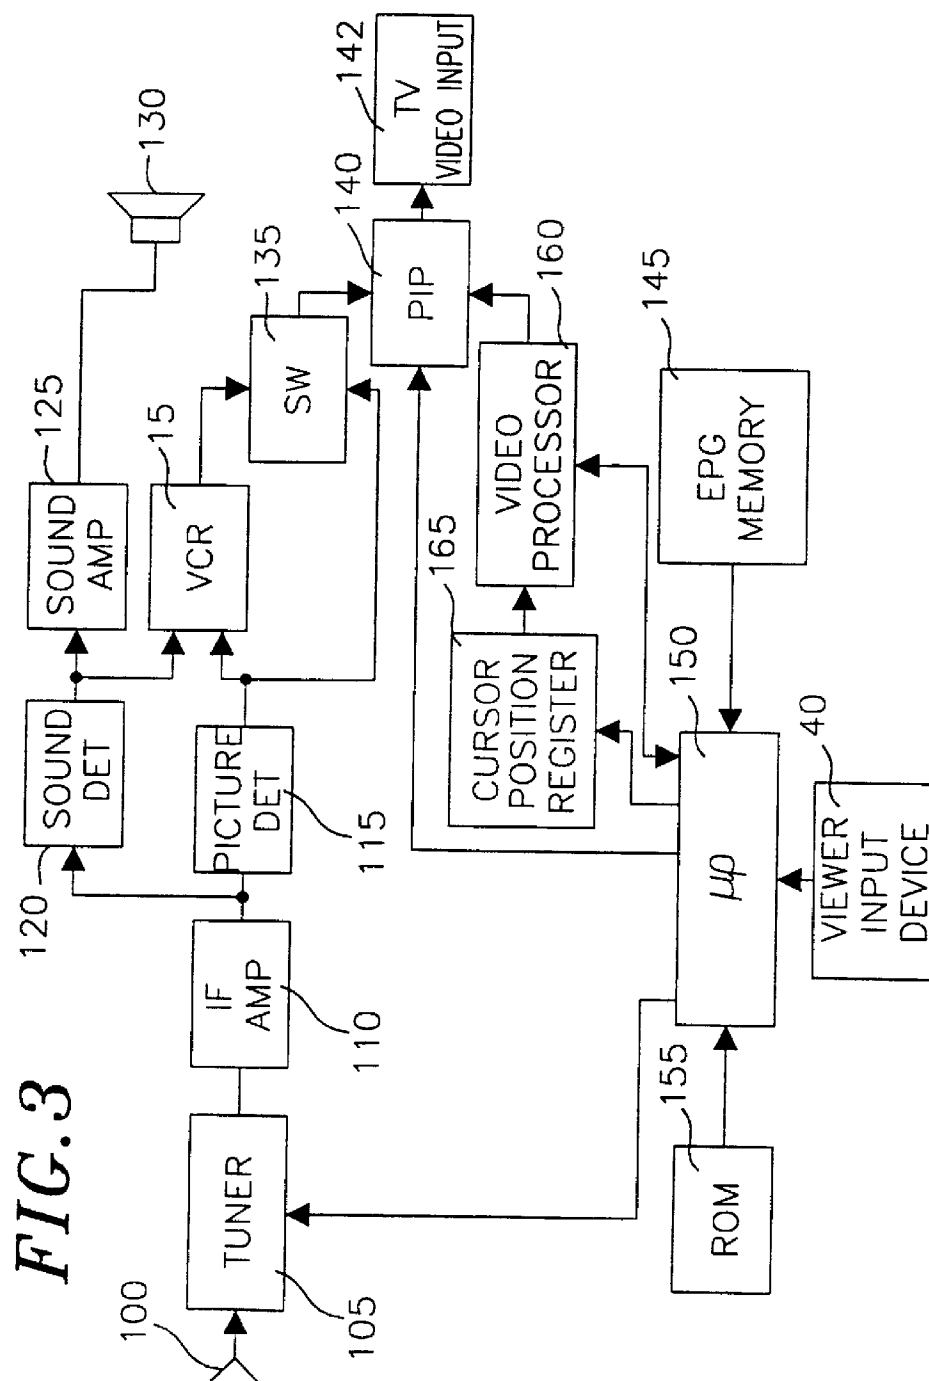 FIG.3
100
TUNER
105
IF
AMP
110
120
SOUND
DET
PICTURE
DET
115
SOUND
AMP
125
VCR
15
130
SW
135
PIP
140
TV
VIDEO INPUT
142
CURSOR
POSITION
REGISTER
165
VIDEO
PROCESSOR
160
ROM
155
μp
150
EPG
MEMORY
145
VIEWER
INPUT
DEVICE
40